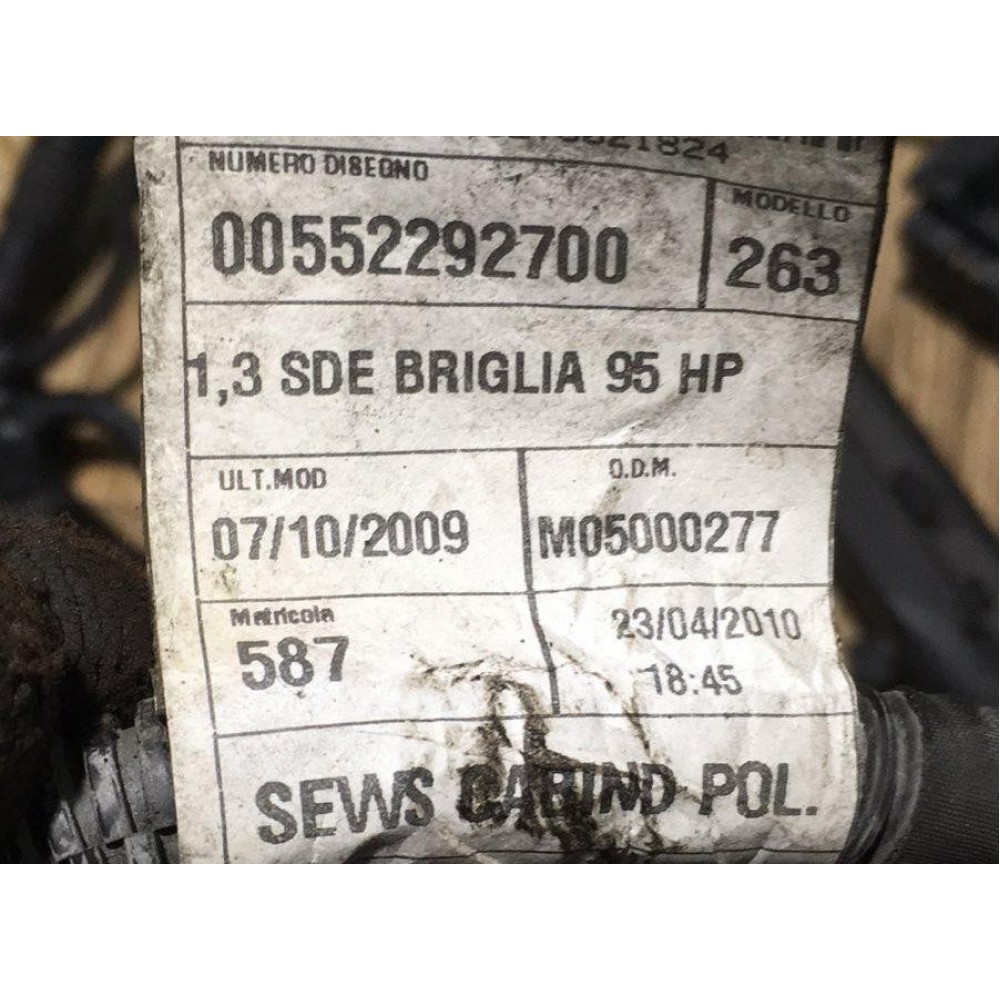 NUMERO DISEGNO
MODELLO
00552292700
263
1,3 SDE BRIGLIA 95 HP
ULT.MOD
O.D.M.
07/10/2009
M05000277
Matricola
23/04/2010
587
18:45
SEWS CABIND POL.